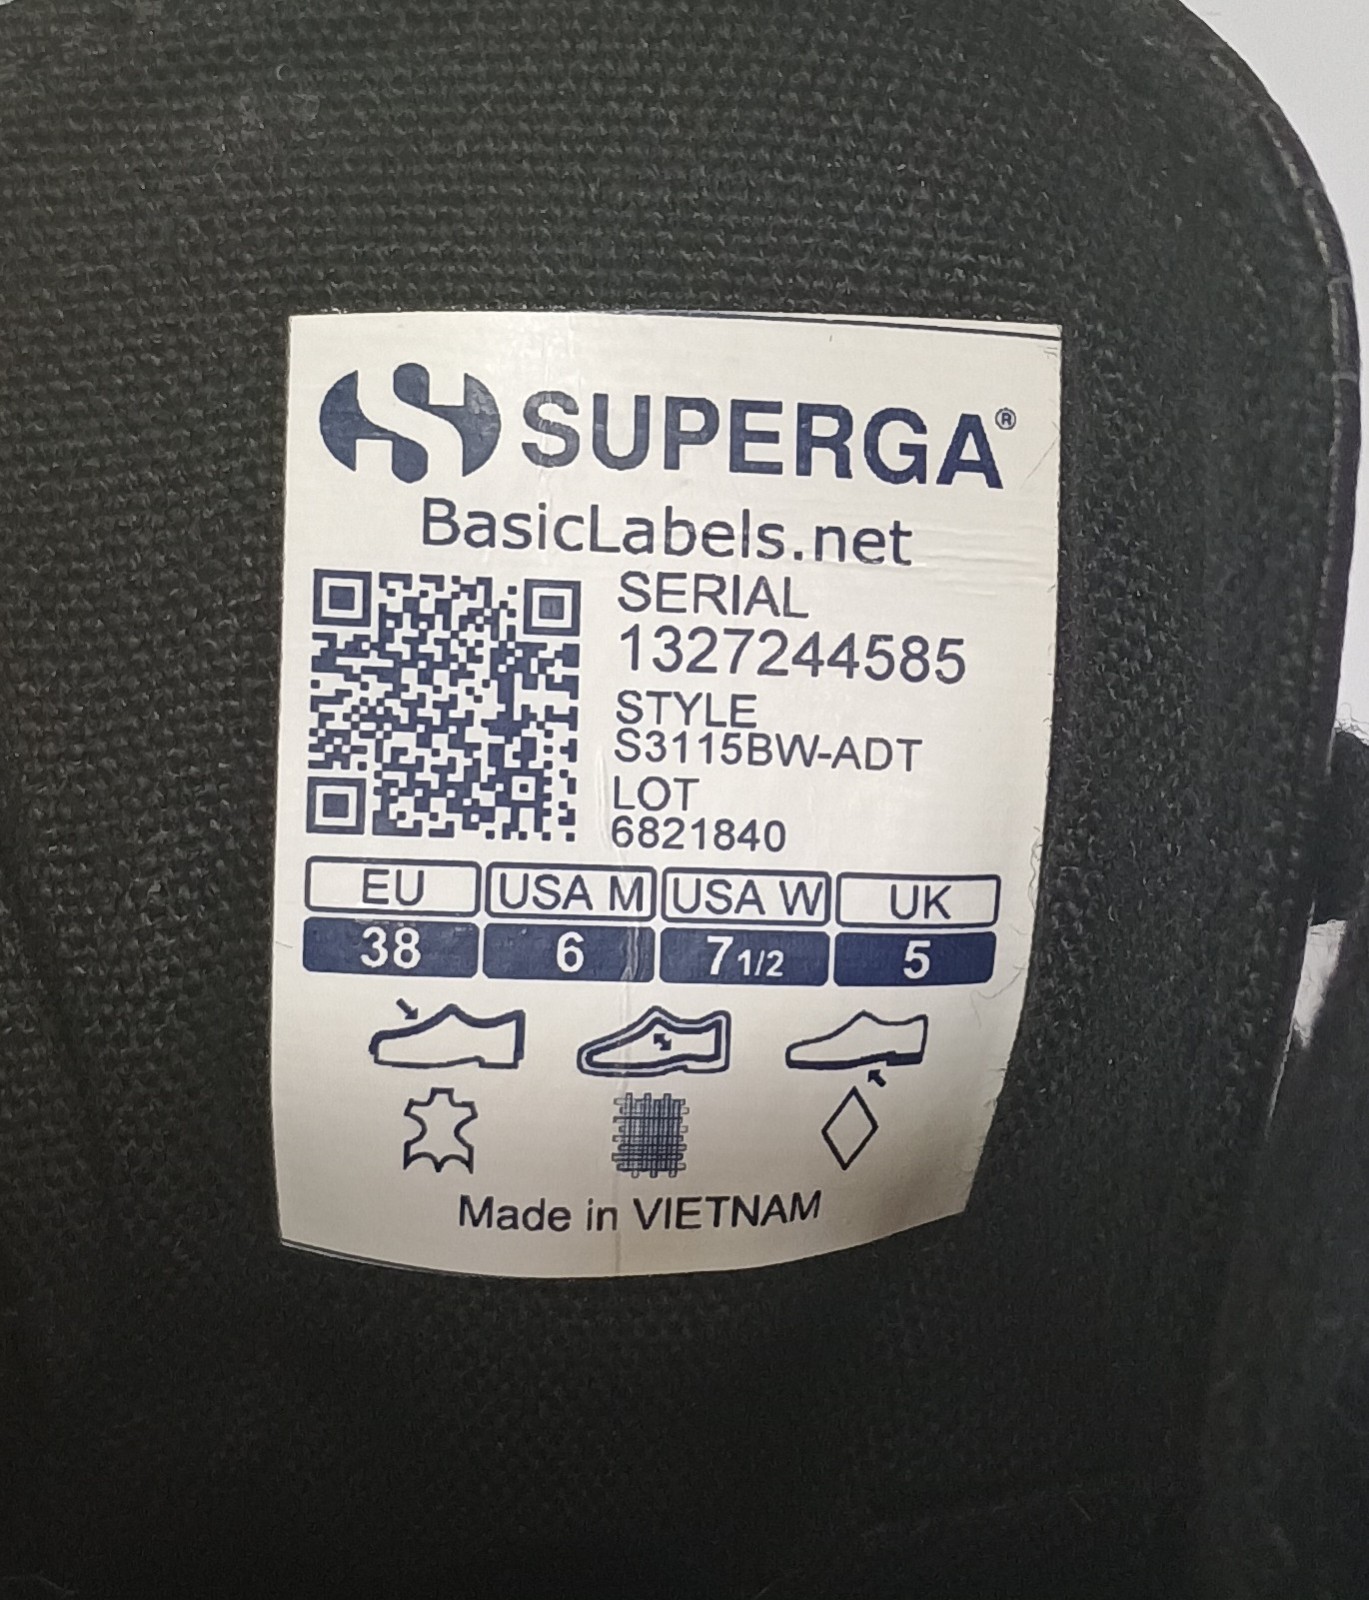 SUPERGA®
BasicLabels.net
SERIAL
1327244585
STYLE
S3115BW-ADT
LOT
6821840
EU USA M USA W UK
38 6 7 1/2 5
Made in VIETNAM